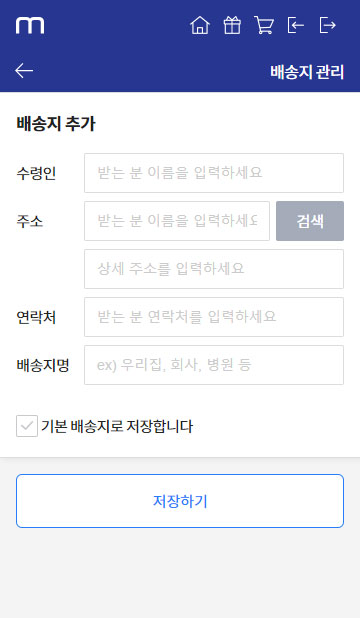 m
배송지 관리
배송지 추가
수령인 받는 분 이름을 입력하세요
주소 받는 분 이름을 입력하세요 검색
상세 주소를 입력하세요
연락처 받는 분 연락처를 입력하세요
배송지명 ex) 우리집, 회사, 병원 등
기본 배송지로 저장합니다
저장하기